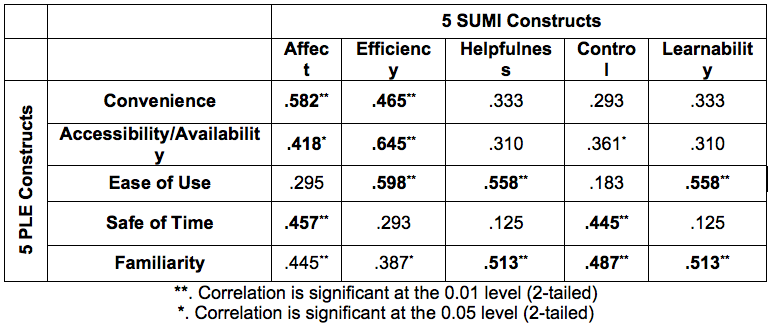 5 SUMI Constructs
Affec
t
Efficienc
y
Helpfulnes
s
Contro
l
Learnabilit
y
5 PLE Constructs
Convenience .582** .465** .333 .293 .333
Accessibility/Availabilit
y
.418* .645** .310 .361* .310
Ease of Use .295 .598** .558** .183 .558**
Safe of Time .457** .293 .125 .445** .125
Familiarity .445** .387* .513** .487** .513**
**. Correlation is significant at the 0.01 level (2-tailed)
*. Correlation is significant at the 0.05 level (2-tailed)